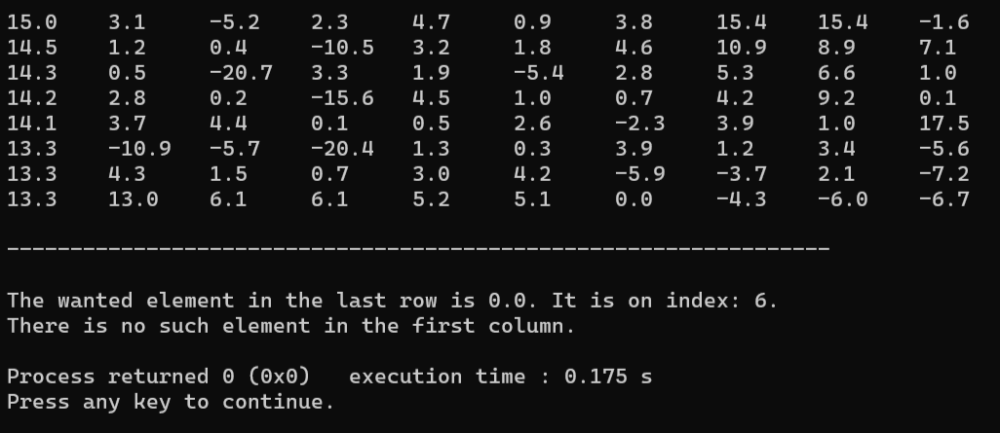 15.0 3.1 -5.2 2.3 4.7 0.9 3.8 15.4 15.4 -1.6
14.5 1.2 0.4 -10.5 3.2 1.8 4.6 10.9 8.9 7.1
14.3 0.5 -20.7 3.3 1.9 -5.4 2.8 5.3 6.6 1.0
14.2 2.8 0.2 -15.6 4.5 1.0 0.7 4.2 9.2 0.1
14.1 3.7 4.4 0.1 0.5 2.6 -2.3 3.9 1.0 17.5
13.3 -10.9 -5.7 -20.4 1.3 0.3 3.9 1.2 3.4 -5.6
13.3 4.3 1.5 0.7 3.0 4.2 -5.9 -3.7 2.1 -7.2
13.3 13.0 6.1 6.1 5.2 5.1 0.0 -4.3 -6.0 -6.7
-----------------------------------------------------------------
The wanted element in the last row is 0.0. It is on index: 6.
There is no such element in the first column.
Process returned 0 (0x0)   execution time : 0.175 s
Press any key to continue.